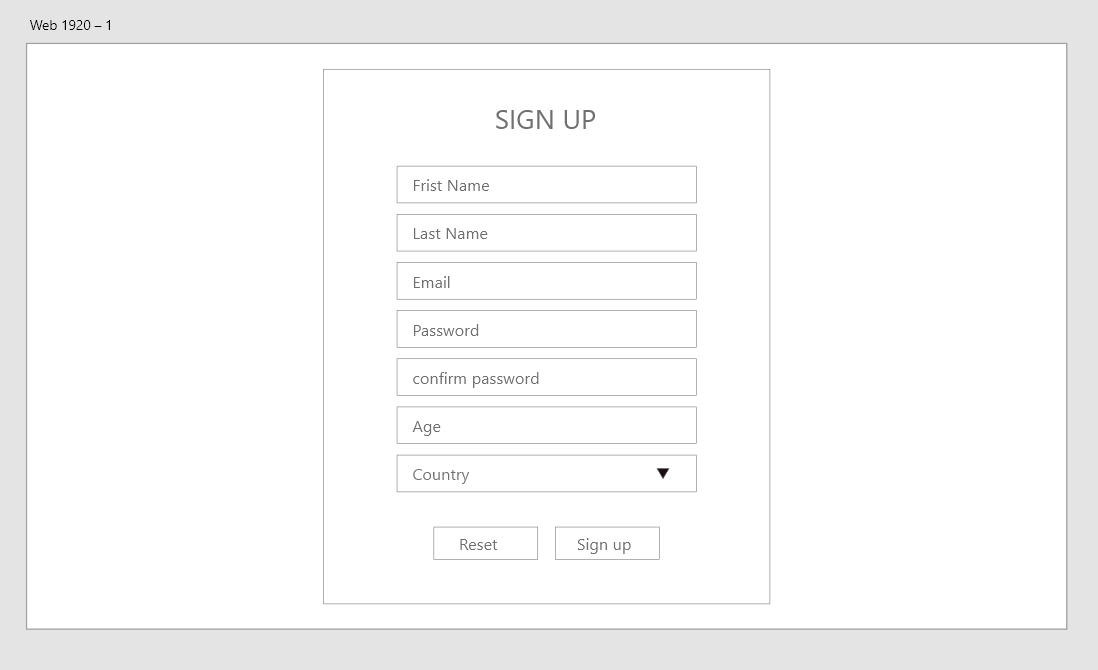 Web 1920 – 1
SIGN UP
Frist Name
Last Name
Email
Password
confirm password
Age
Country
Reset
Sign up